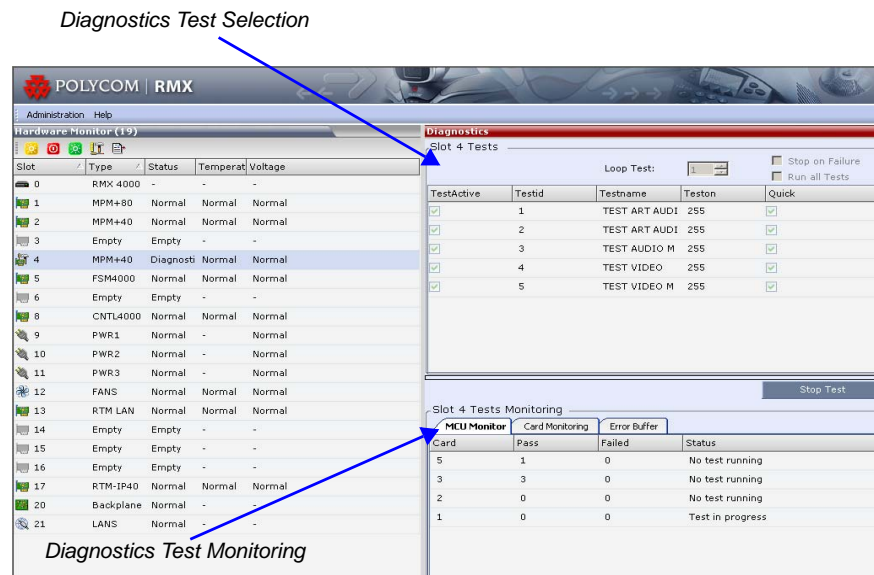 Diagnostics Test Selection
POLYCOM | RMX
Administration Help
Hardware Monitor (19)
Slot Type Status Temperat Voltage
0 RMX 4000 - - -
1 MPM+80 Normal Normal Normal
2 MPM+40 Normal Normal Normal
3 Empty Empty - -
4 MPM+40 Diagnosti Normal Normal
5 FSM4000 Normal Normal Normal
6 Empty Empty - -
8 CNTL4000 Normal Normal Normal
9 PWR1 Normal - Normal
10 PWR2 Normal - Normal
11 PWR3 Normal - Normal
12 FANS Normal Normal Normal
13 RTM LAN Normal Normal Normal
14 Empty Empty - -
15 Empty Empty - -
16 Empty Empty - -
17 RTM-IP40 Normal Normal Normal
20 Backplane Normal - -
21 LANS Normal - -
Diagnostics
Slot 4 Tests
Loop Test: 1 Stop on Failure
Run all Tests
TestActive Testid Testname Teston Quick
1 TEST ART AUDI 255
2 TEST ART AUDI 255
3 TEST AUDIO M 255
4 TEST VIDEO 255
5 TEST VIDEO M 255
Stop Test
Slot 4 Tests Monitoring
MCU Monitor Card Monitoring Error Buffer
Card Pass Failed Status
5 1 0 No test running
3 3 0 No test running
2 0 0 No test running
1 0 0 Test in progress
Diagnostics Test Monitoring